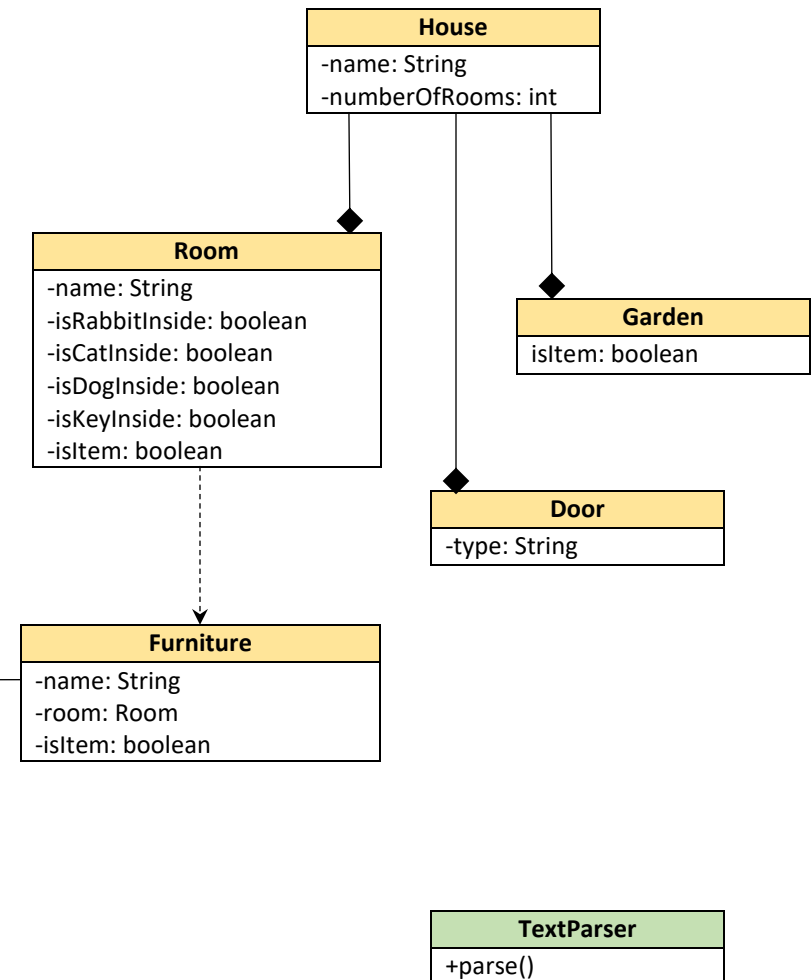 House
-name: String
-numberOfRooms: int
Room
-name: String
-isRabbitInside: boolean
-isCatInside: boolean
-isDogInside: boolean
-isKeyInside: boolean
-isItem: boolean
Garden
isItem: boolean
Door
-type: String
Furniture
-name: String
-room: Room
-isItem: boolean
TextParser
+parse()